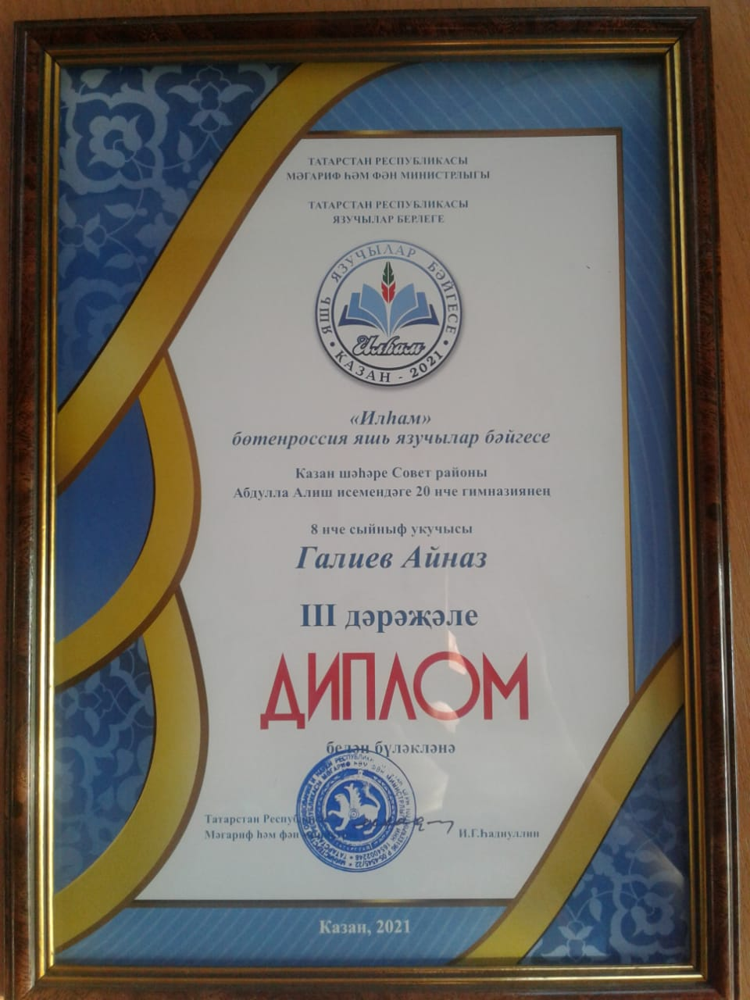 ТАТАРСТАН РЕСПУБЛИКАСЫ
МӘГАРИФ ҺӘМ ФӘН МИНИСТРЛЫГЫ
ТАТАРСТАН РЕСПУБЛИКАСЫ
ЯЗУЧЫЛАР БЕРЛЕГЕ
ЯШЬ ЯЗУЧЫЛАР БӘЙГЕСЕ
Илһам
КАЗАН - 2021
«Илһам»
бөтенроссия яшь язучылар бәйгесе
Казан шәһәре Совет районы
Абдулла Алиш исемендәге 20 нче гимназиянең
8 нче сыйныф укучысы
Галиев Айназ
III дәрәҗәле
ДИПЛОМ
белән бүләкләнә
Татарстан
Мәгариф һәм фән
И.Г.Һадиуллин
Казан, 2021